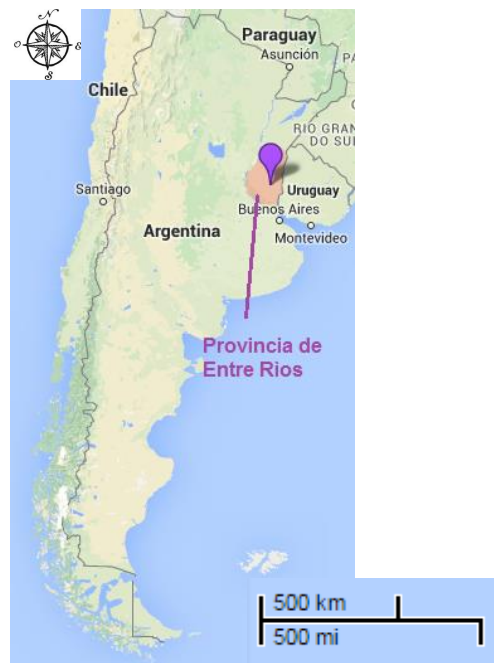 N
O
E
S
Paraguay
Asunción
PA
Chile
RIO GRAN
DO SUL
Santiago
Uruguay
Buenos Aires
Argentina
Montevideo
Provincia de
Entre Rios
500 km
500 mi